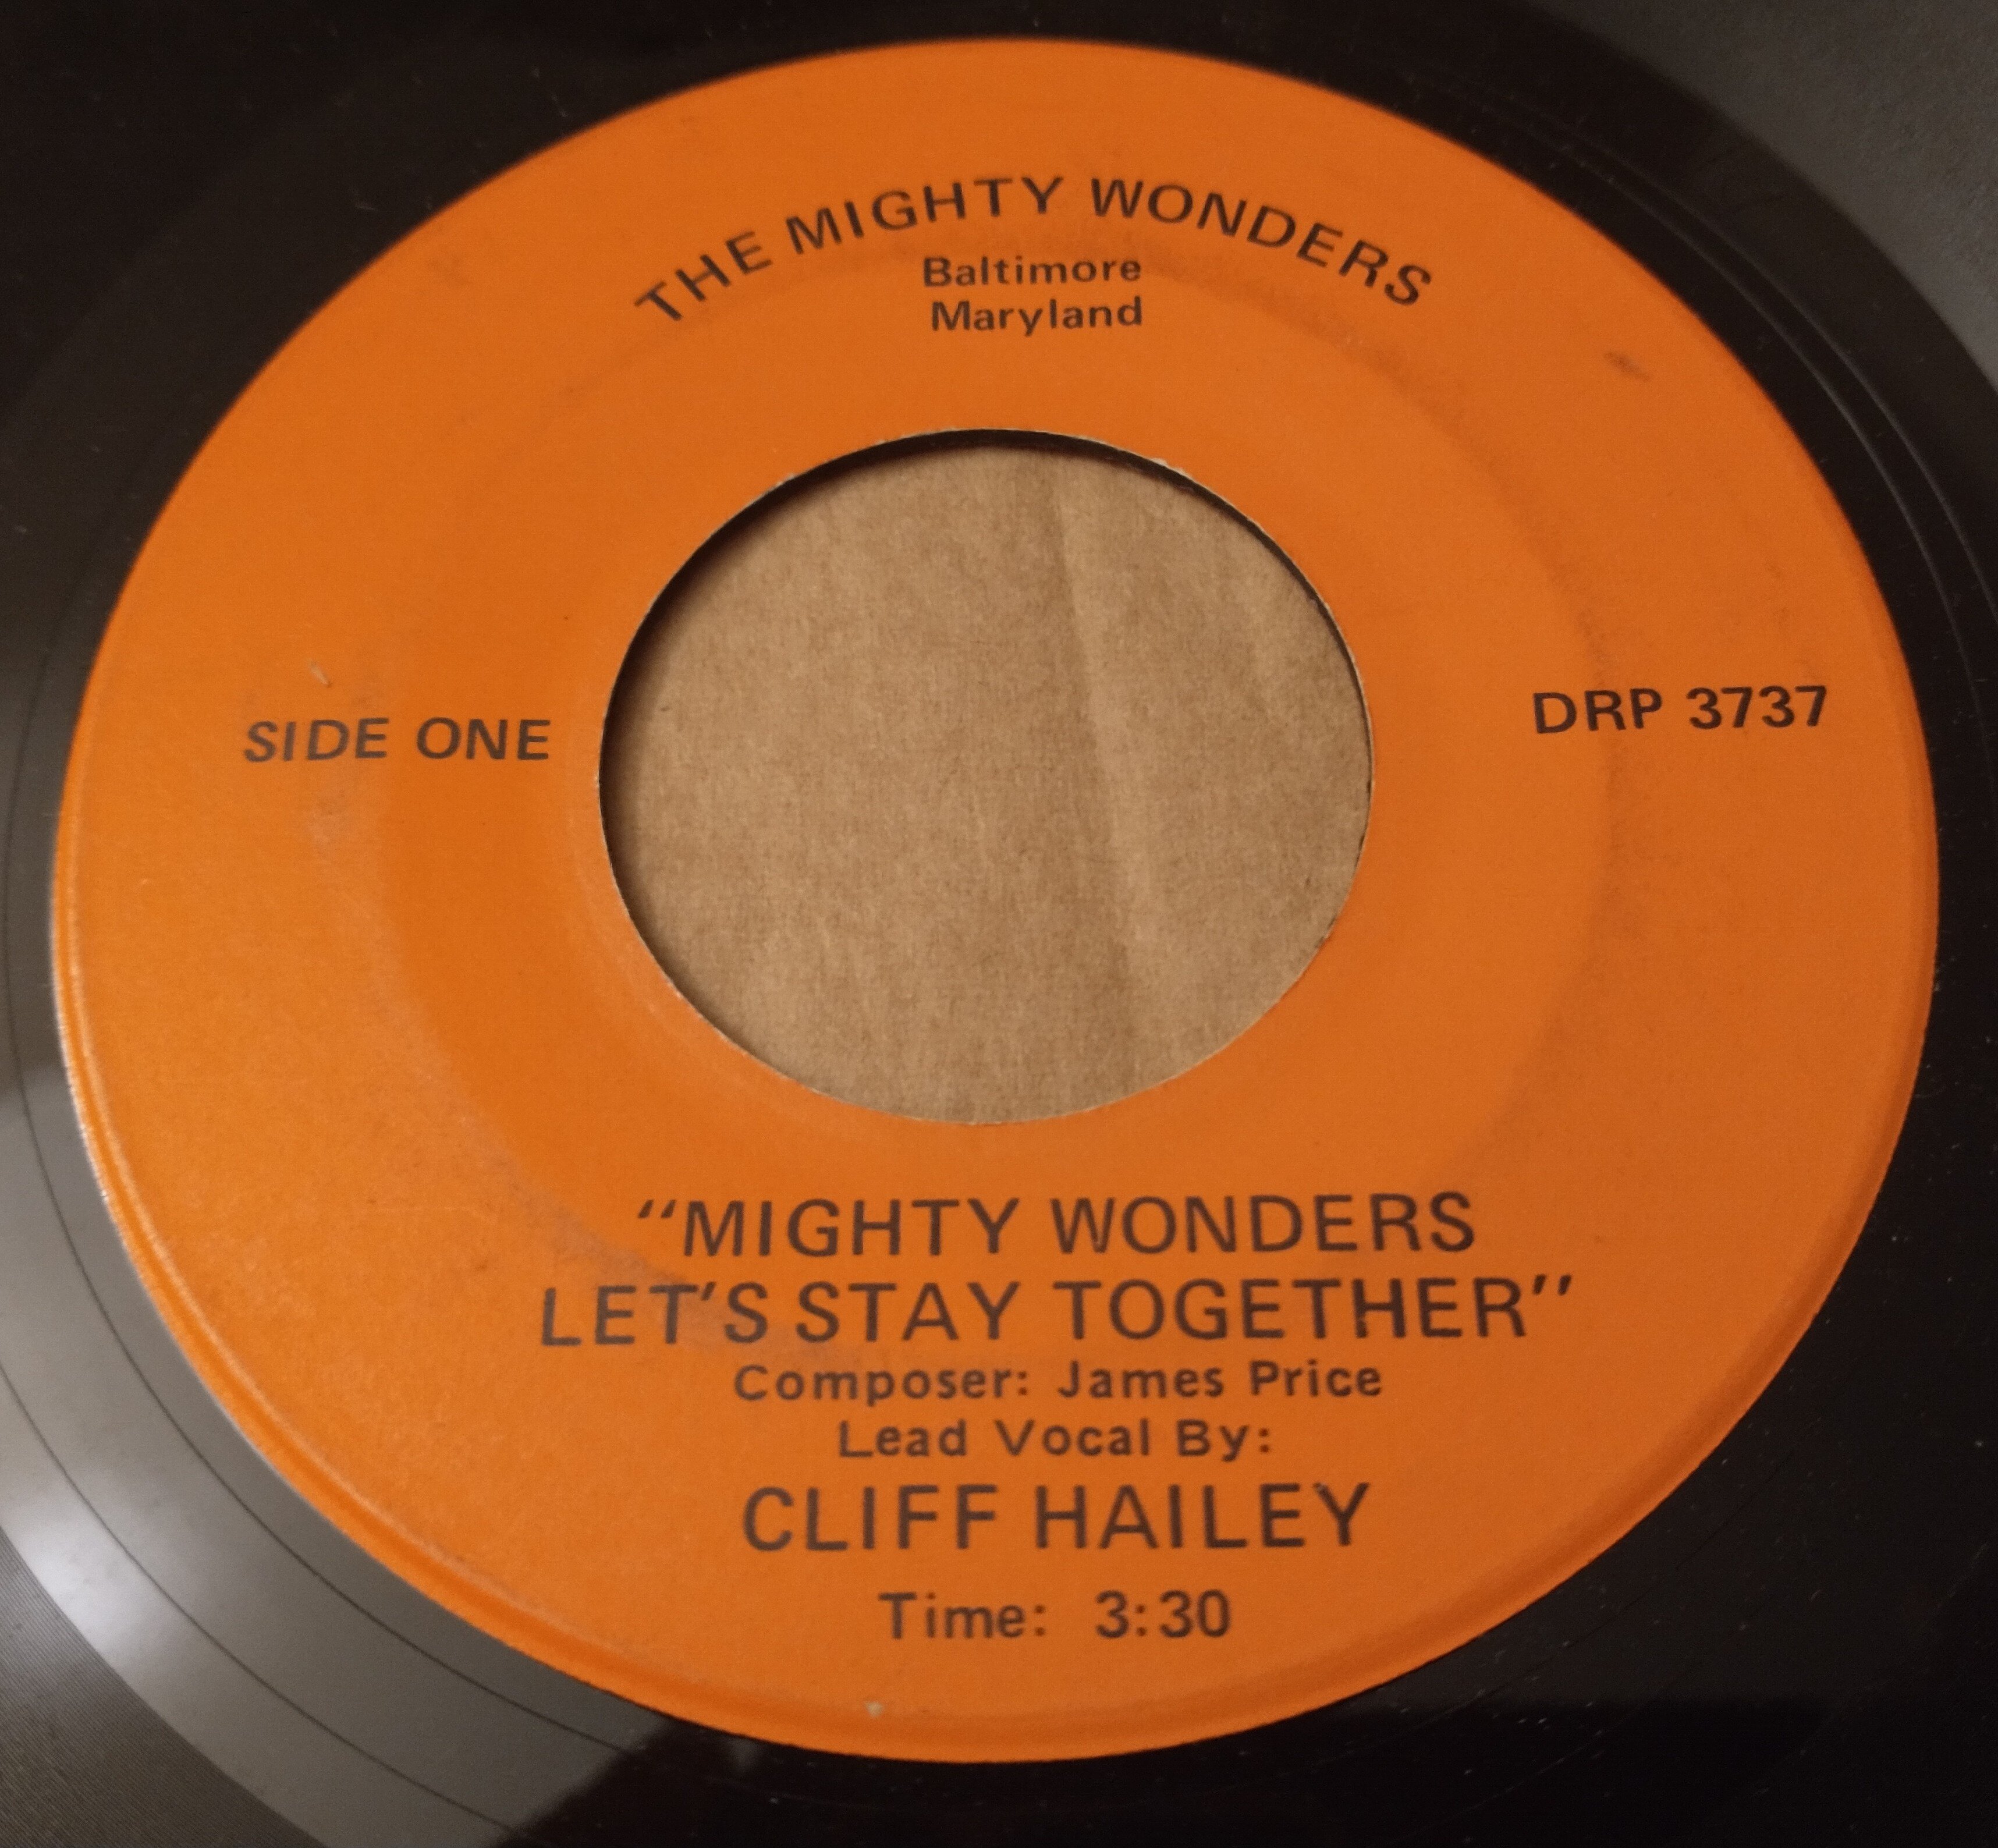 THE MIGHTY WONDERS
Baltimore
Maryland
SIDE ONE
DRP 3737
“MIGHTY WONDERS
LET’S STAY TOGETHER”
Composer: James Price
Lead Vocal By:
CLIFF HAILEY
Time: 3:30